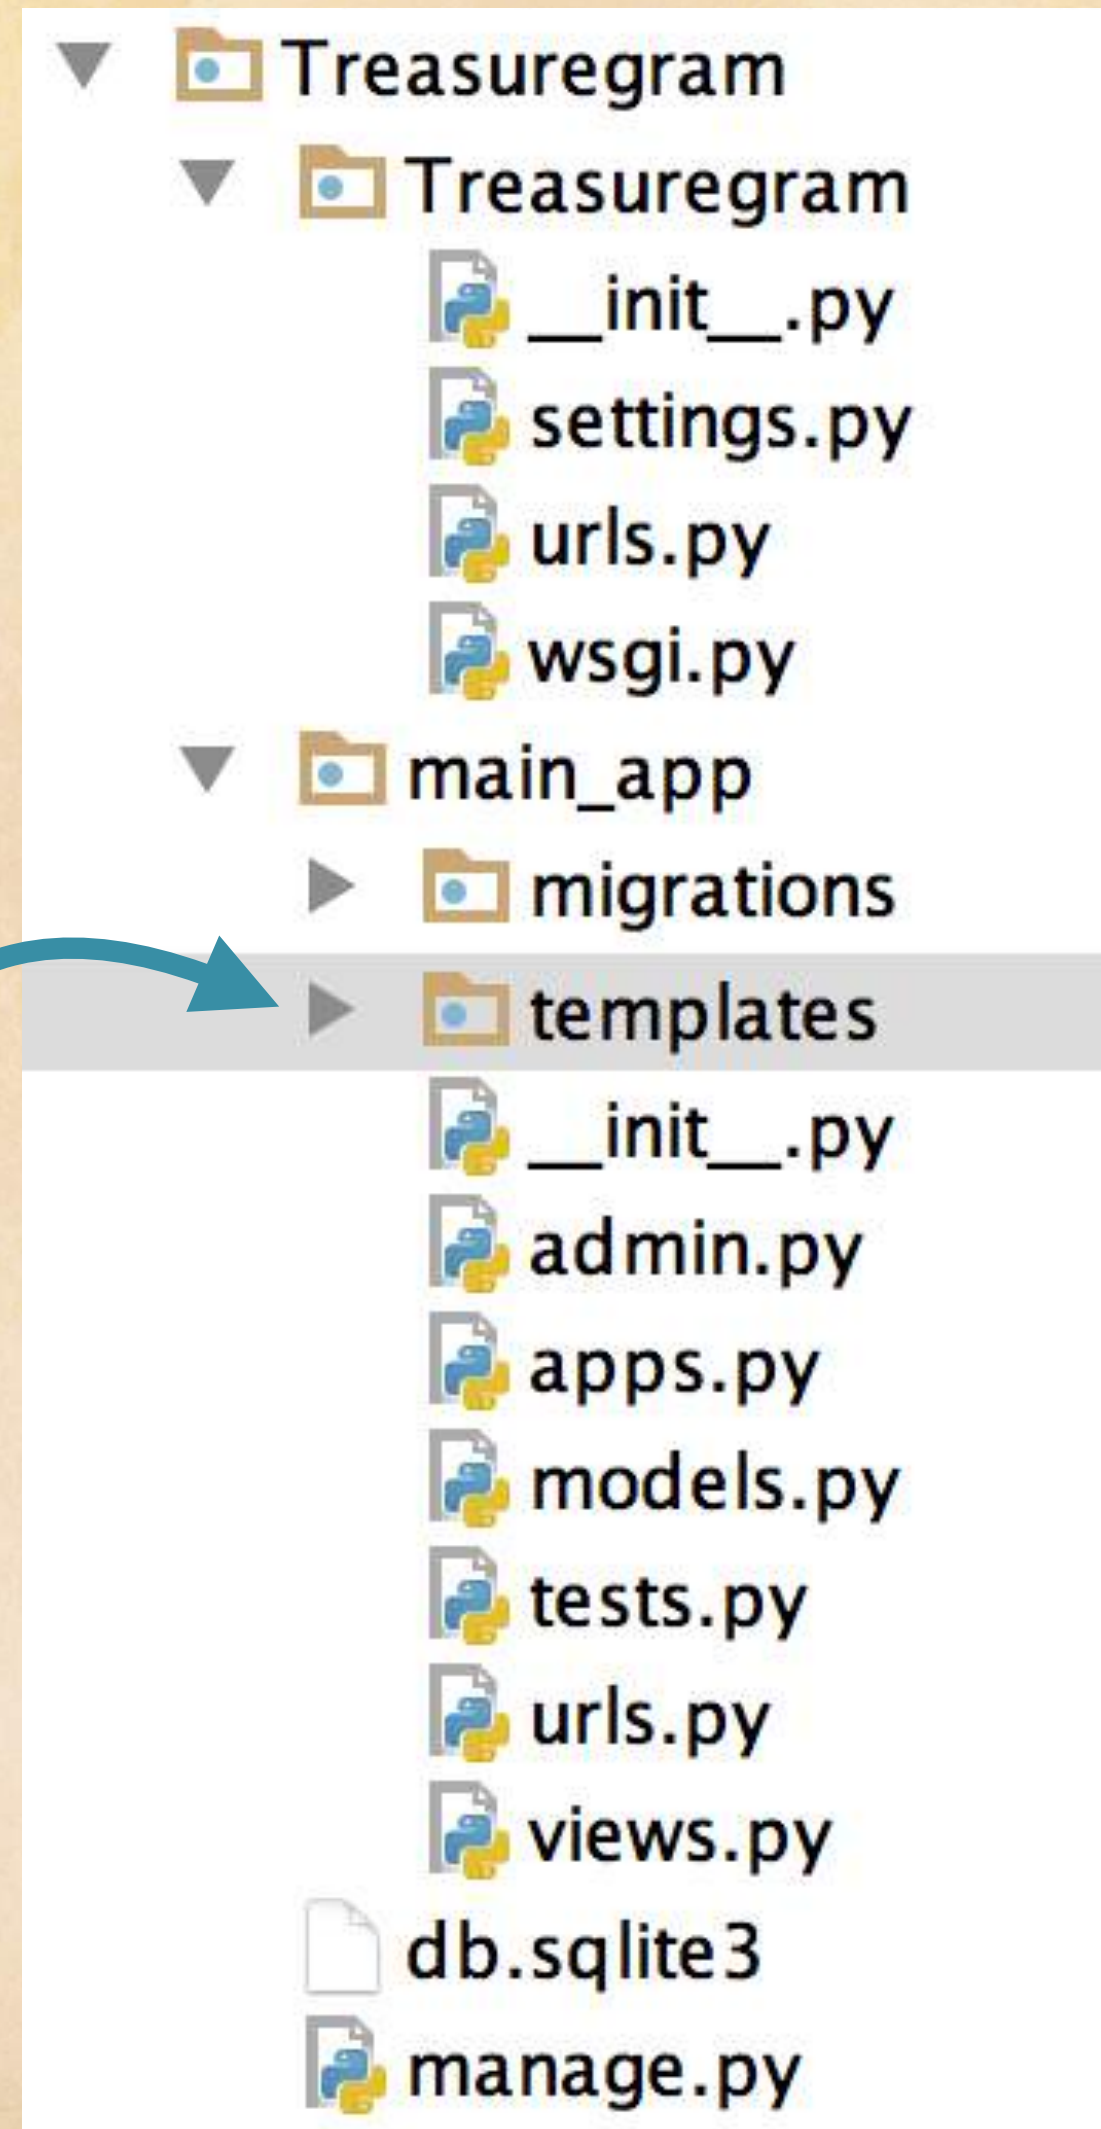 Treasuregram
Treasuregram
__init__.py
settings.py
urls.py
wsgi.py
main_app
migrations
templates
__init__.py
admin.py
apps.py
models.py
tests.py
urls.py
views.py
db.sqlite3
manage.py